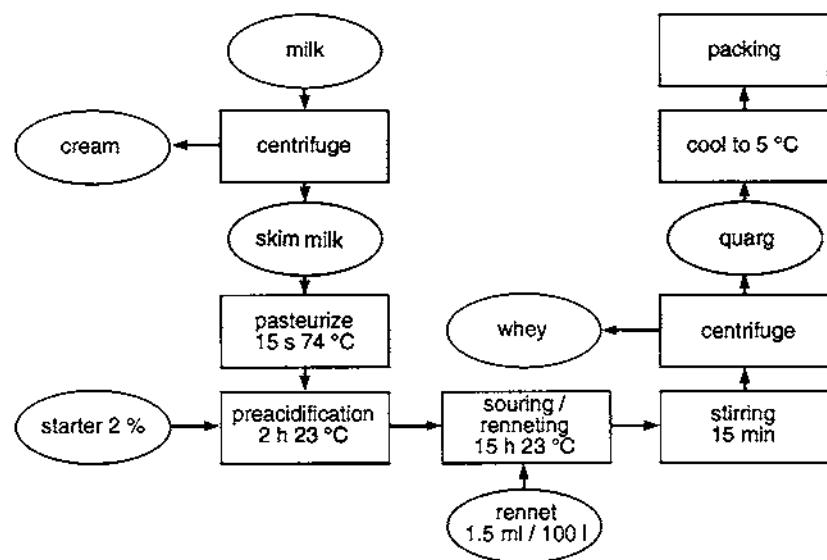 milk
packing
cream
centrifuge
cool to 5 °C
skim milk
quarg
pasteurize
15 s 74 °C
whey
centrifuge
starter 2 %
preacidification
2 h 23 °C
souring /
renneting
15 h 23 °C
stirring
15 min
rennet
1.5 ml / 100 l